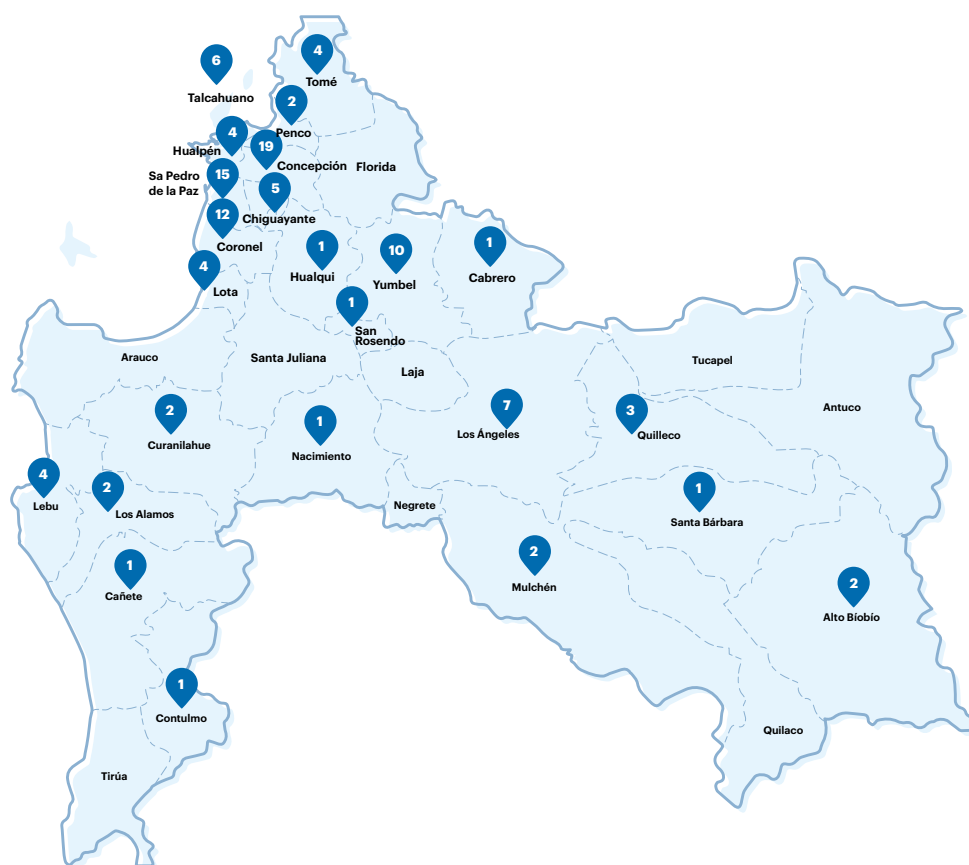 4
Tomé
6
Talcahuano
2
Penco
4
Hualpén
19
Concepción
Florida
15
Sa Pedro
de la Paz
5
Chiguayante
12
Coronel
1
Hualqui
10
Yumbel
1
Cabrero
4
Lota
1
San
Rosendo
Arauco
Santa Juliana
Laja
Tucapel
Antuco
2
Curanilahue
1
Nacimiento
7
Los Ángeles
3
Quilleco
4
Lebu
2
Los Alamos
Negrete
1
Santa Bárbara
1
Cañete
2
Mulchén
2
Alto Bíobío
1
Contulmo
Quilaco
Tirúa